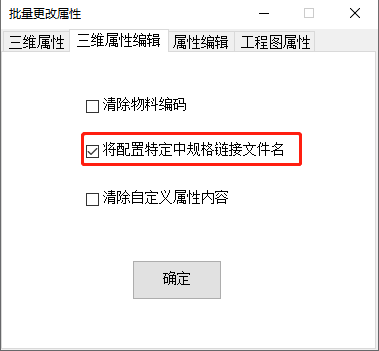 批量更改属性
三维属性 三维属性编辑 属性编辑 工程图属性
清除物料编码
将配置特定中规格链接文件名
清除自定义属性内容
确定